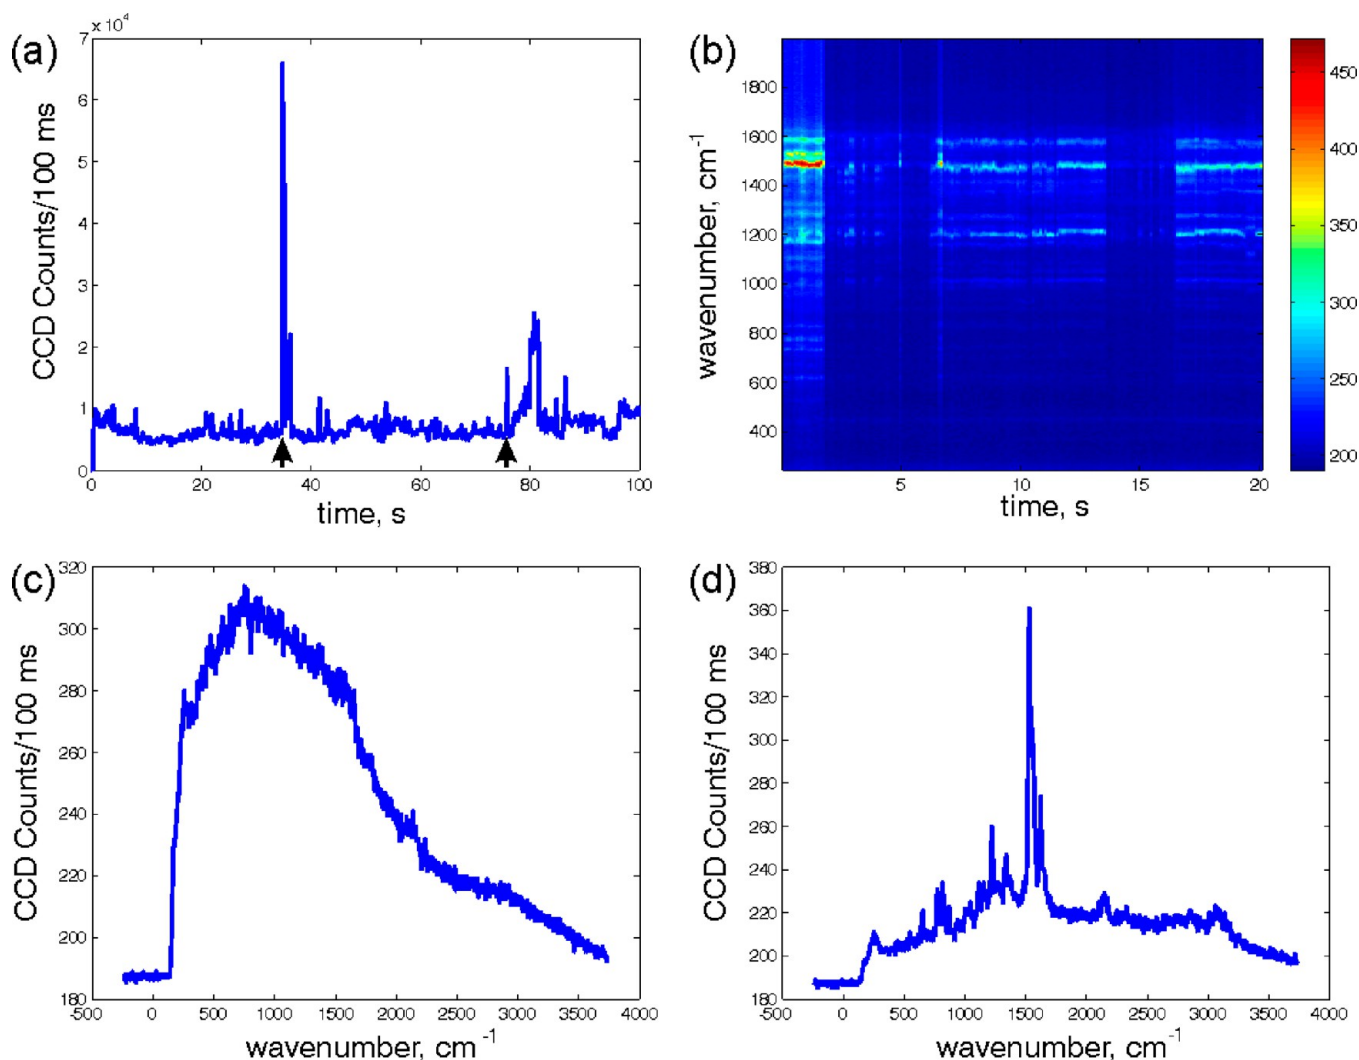 (a)
7 × 10⁴
6
5
4
3
2
1
0
0 20 40 60 80 100
time, s
CCD Counts/100 ms
(b)
1800
1600
1400
1200
1000
800
600
400
5 10 15 20
time, s
wavenumber, cm⁻¹
450
400
350
300
250
200
(c)
320
300
280
260
240
220
200
180
-500 0 500 1000 1500 2000 2500 3000 3500 4000
wavenumber, cm⁻¹
CCD Counts/100 ms
(d)
380
360
340
320
300
280
260
240
220
200
180
-500 0 500 1000 1500 2000 2500 3000 3500 4000
wavenumber, cm⁻¹
CCD Counts/100 ms